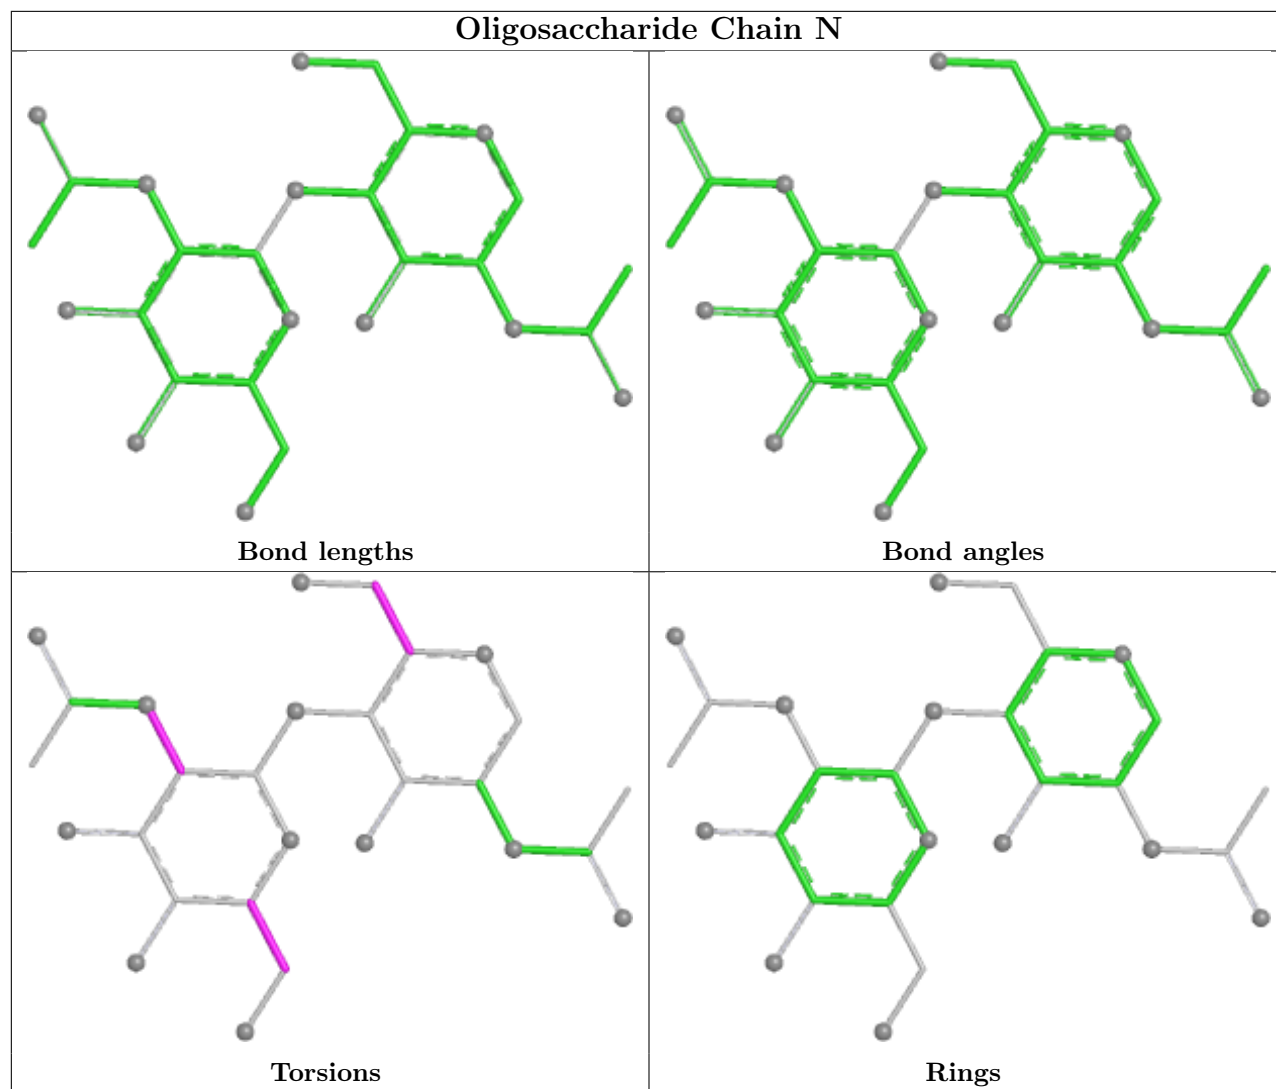 Oligosaccharide Chain N
Bond lengths
Bond angles
Torsions
Rings